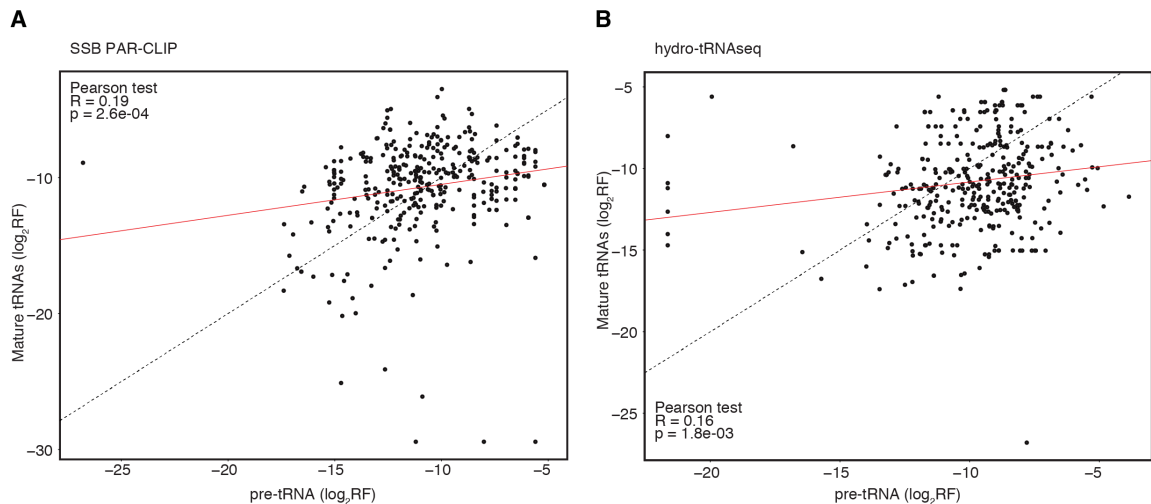 A
SSB PAR-CLIP
Pearson test
R = 0.19
p = 2.6e-04
Mature tRNAs (log2RF)
−10
−20
−30
−25
−20
−15
−10
−5
pre-tRNA (log2RF)
B
hydro-tRNAseq
Mature tRNAs (log2RF)
−5
−10
−15
−20
−25
Pearson test
R = 0.16
p = 1.8e-03
−20
−15
−10
−5
pre-tRNA (log2RF)